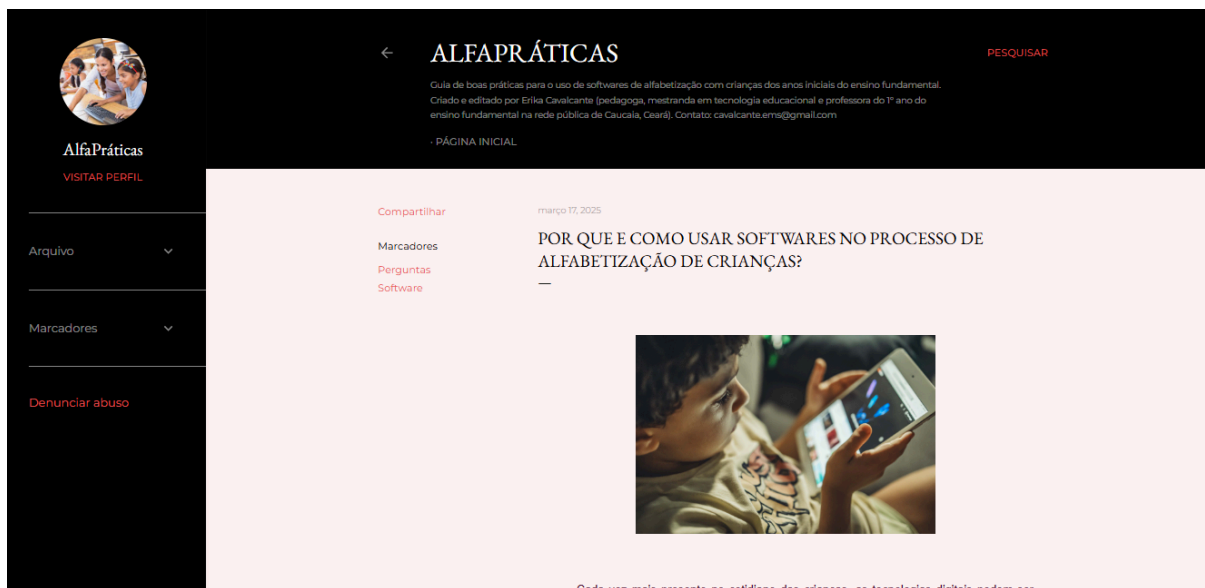 AlfaPráticas
VISITAR PERFIL
Arquivo
Marcadores
Denunciar abuso
ALFAPRÁTICAS
PESQUISAR
Guia de boas práticas para o uso de softwares de alfabetização com crianças dos anos iniciais do ensino fundamental.
Criado e editado por Erika Cavalcante (pedagoga, mestranda em tecnologia educacional e professora do 1º ano do
ensino fundamental na rede pública de Caucaia, Ceará). Contato: cavalcante.ems@gmail.com
· PÁGINA INICIAL
Compartilhar
Marcadores
Perguntas
Software
março 17, 2025
POR QUE E COMO USAR SOFTWARES NO PROCESSO DE
ALFABETIZAÇÃO DE CRIANÇAS?